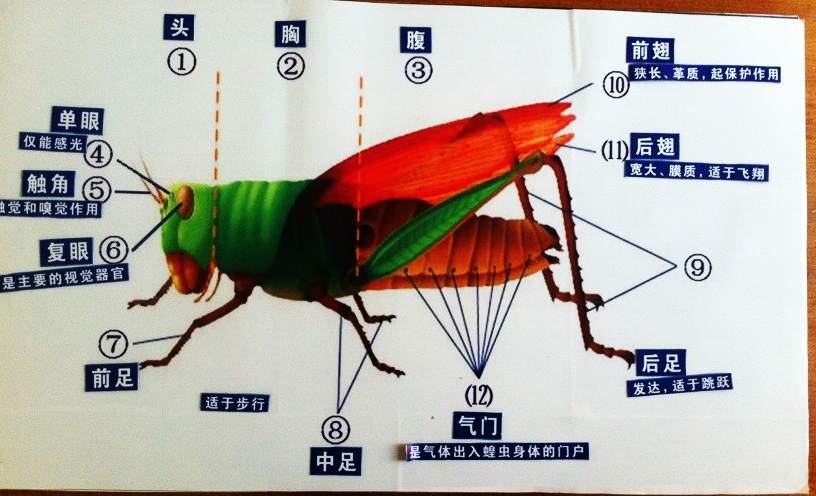 头
①
胸
②
腹
③
前翅
⑩
狭长、革质，起保护作用
单眼
仅能感光
④
⑾
后翅
宽大、膜质，适于飞翔
触角
⑤
触觉和嗅觉作用
复眼
⑥
是主要的视觉器官
⑨
⑦
前足
后足
发达，适于跳跃
适于步行
⑧
中足
⑿
气门
是气体出入蝗虫身体的门户